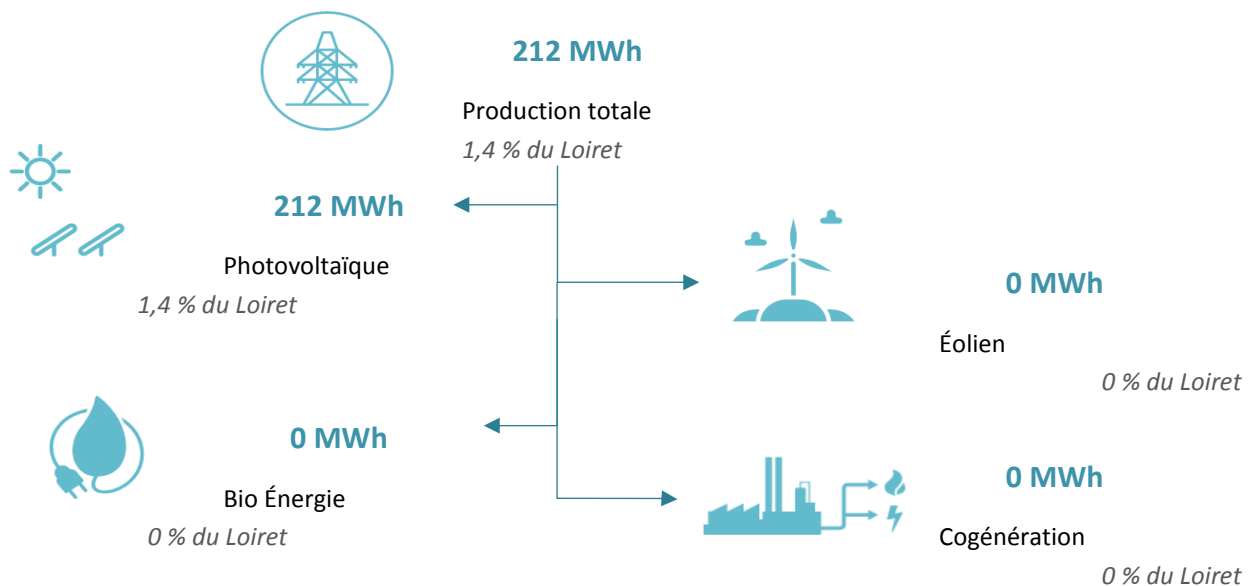 212 MWh
Production totale
1,4 % du Loiret
212 MWh
Photovoltaïque
1,4 % du Loiret
0 MWh
Éolien
0 % du Loiret
0 MWh
Bio Énergie
0 % du Loiret
0 MWh
Cogénération
0 % du Loiret